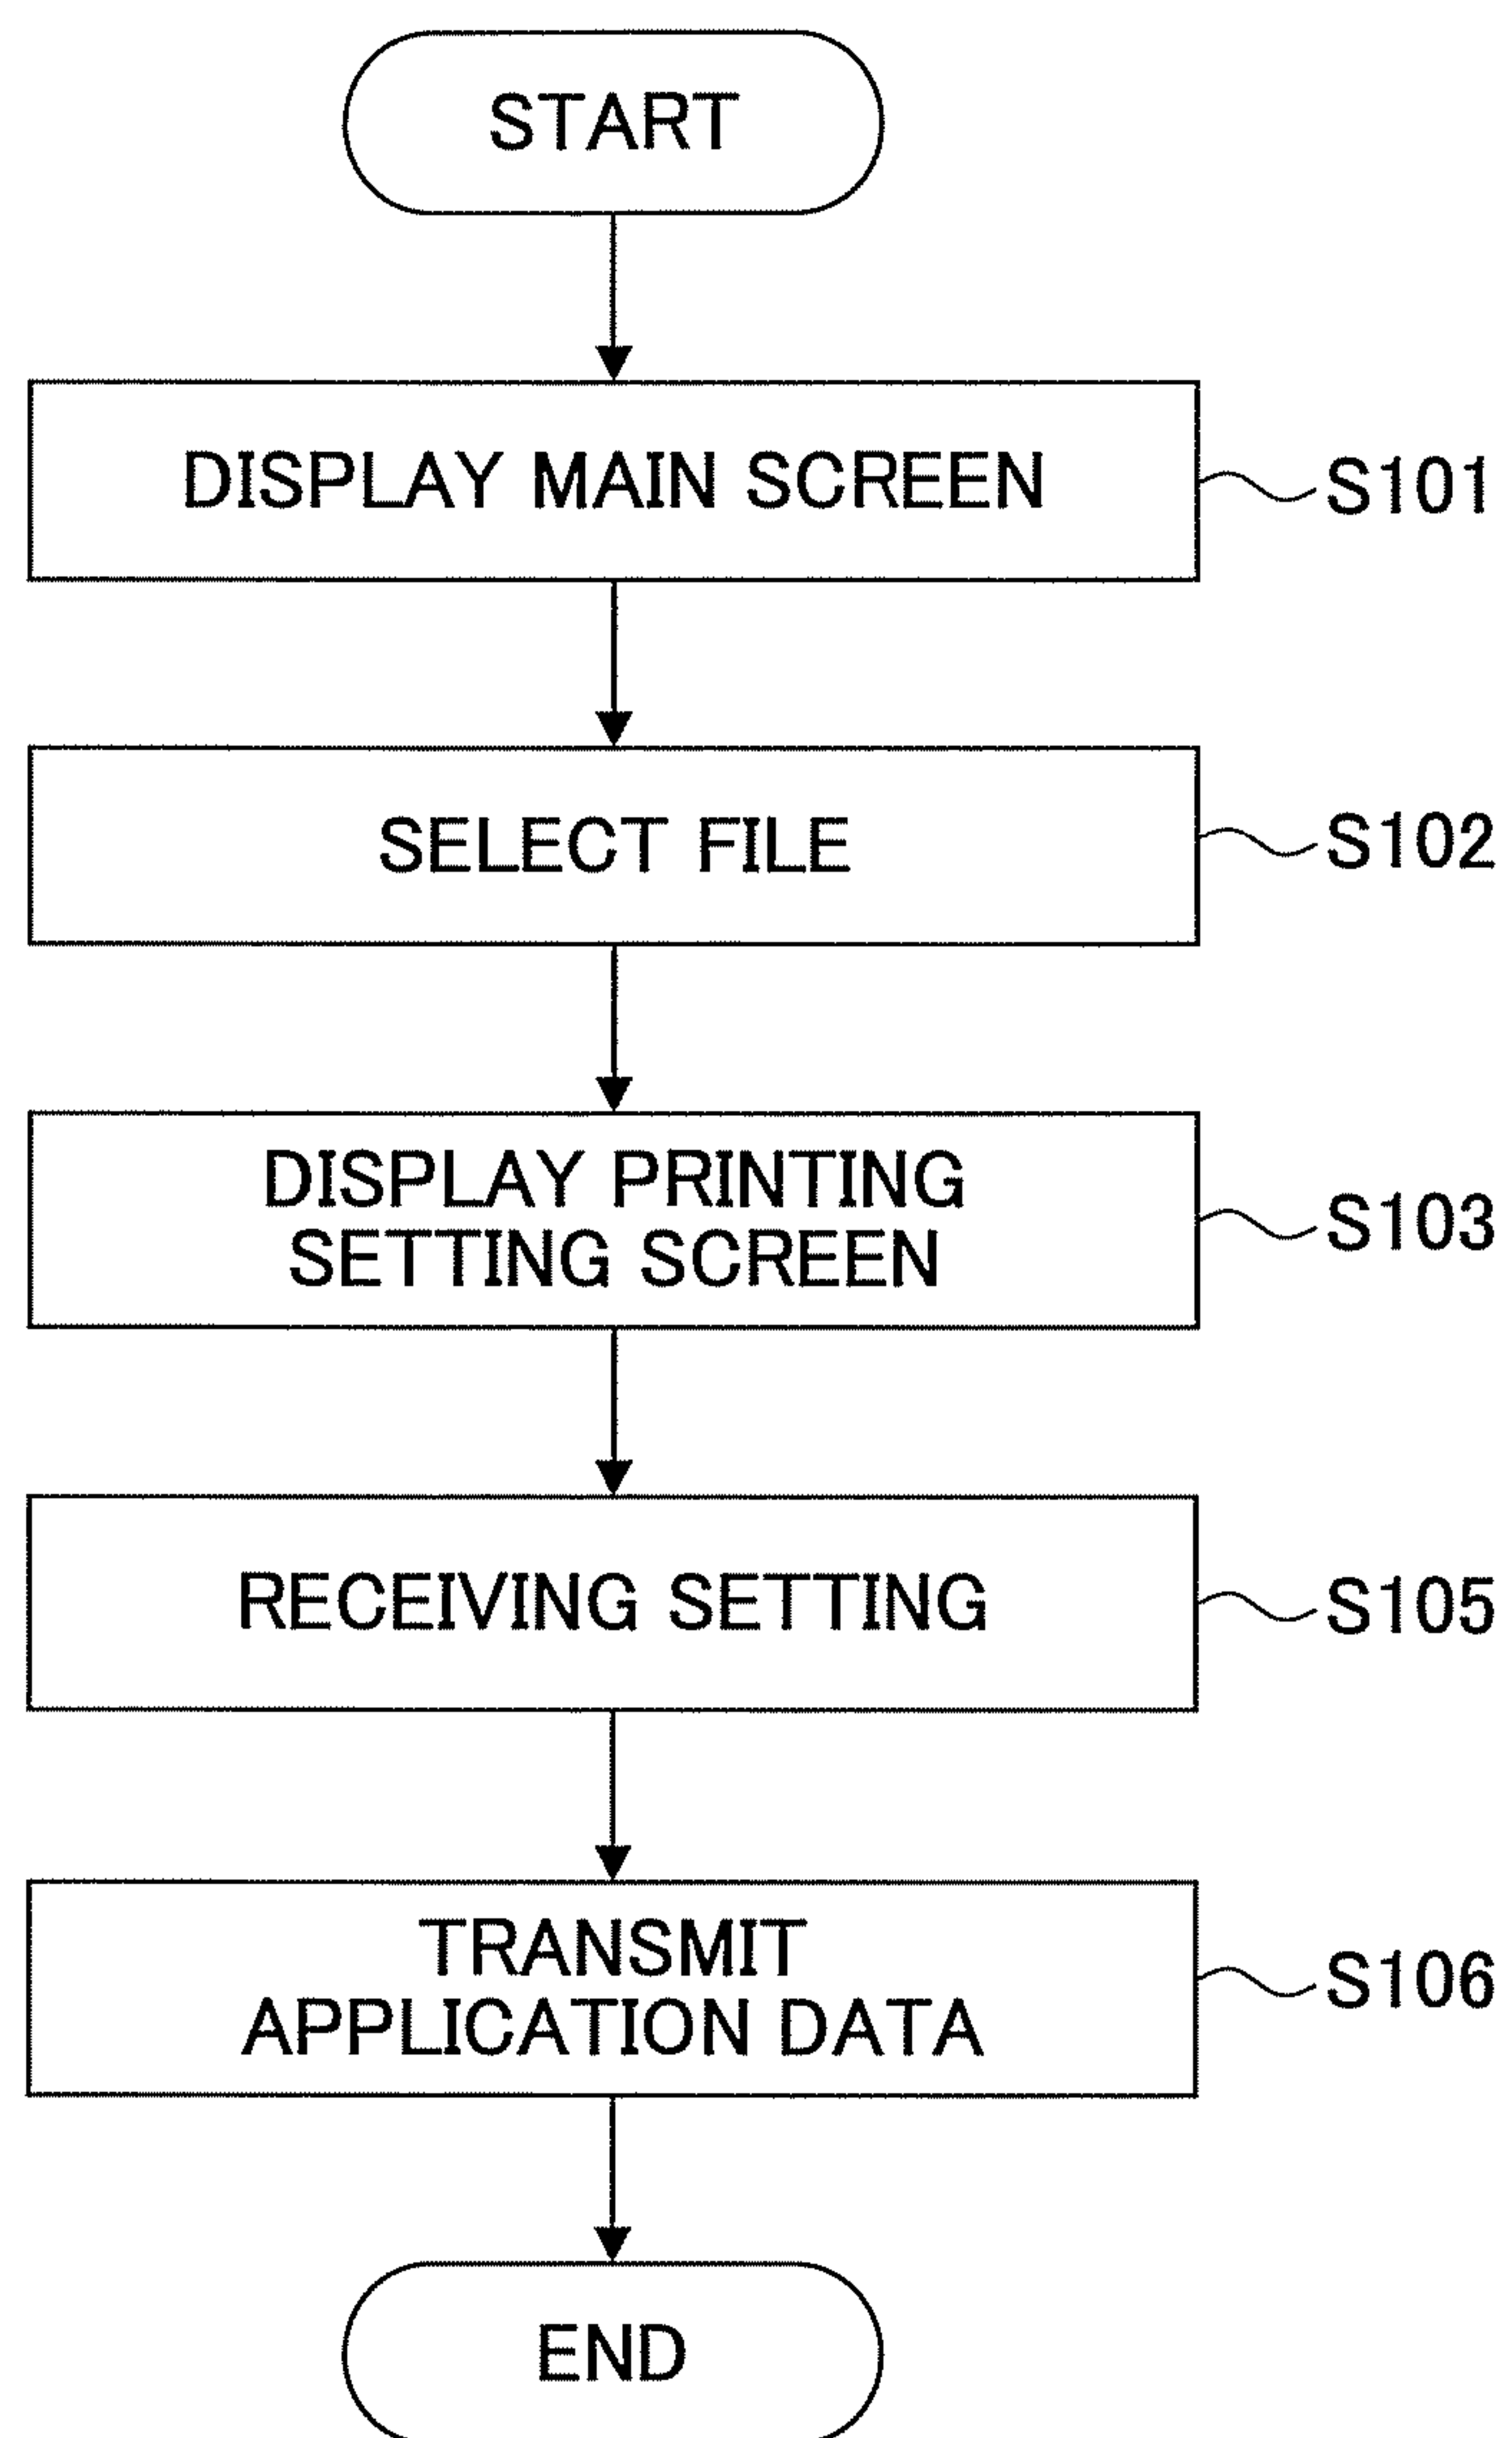 START
DISPLAY MAIN SCREEN
S101
SELECT FILE
S102
DISPLAY PRINTING
SETTING SCREEN
S103
RECEIVING SETTING
S105
TRANSMIT
APPLICATION DATA
S106
END